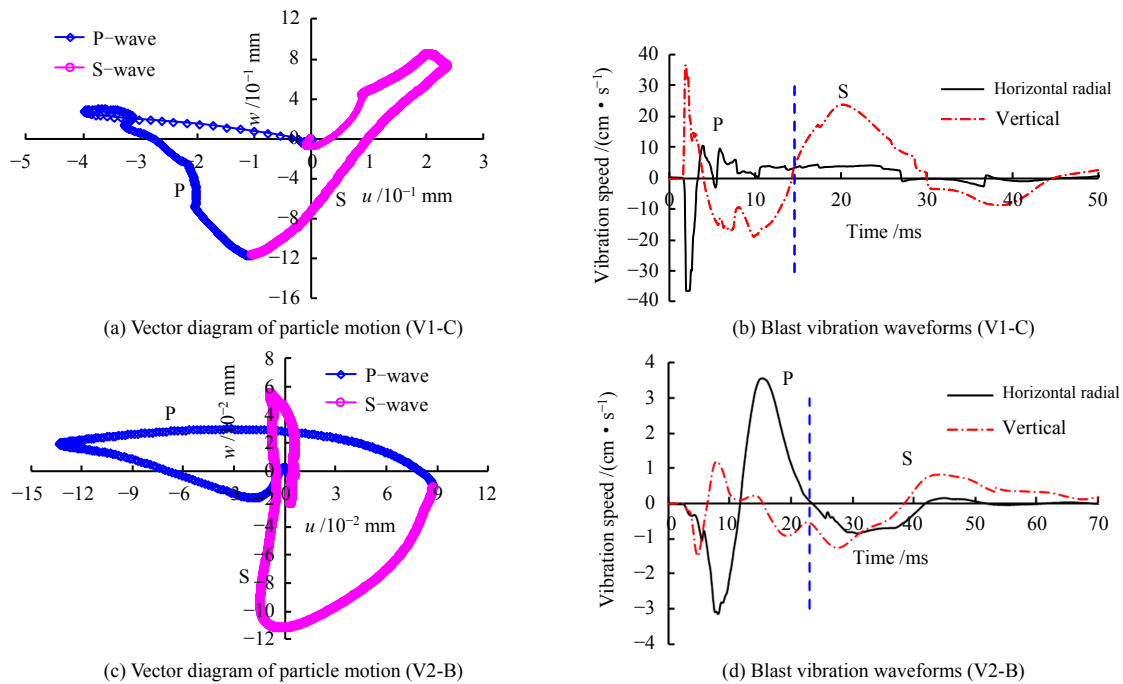 12
8
4
0
−4
−8
−12
−16
−5
−4
−3
−2
−1
0
1
2
3
w /10⁻¹ mm
u /10⁻¹ mm
P−wave
S−wave
P
S
(a) Vector diagram of particle motion (V1-C)
40
30
20
10
0
−10
−20
−30
−40
0
10
20
30
40
50
Vibration speed /(cm • s⁻¹)
Time /ms
Horizontal radial
Vertical
P
S
(b) Blast vibration waveforms (V1-C)
8
6
4
2
0
−2
−4
−6
−8
−10
−12
−15
−12
−9
−6
−3
0
3
6
9
12
w /10⁻² mm
u /10⁻² mm
P−wave
S−wave
P
S
(c) Vector diagram of particle motion (V2-B)
4
3
2
1
0
−1
−2
−3
−4
0
10
20
30
40
50
60
70
Vibration speed /(cm • s⁻¹)
Time /ms
Horizontal radial
Vertical
P
S
(d) Blast vibration waveforms (V2-B)